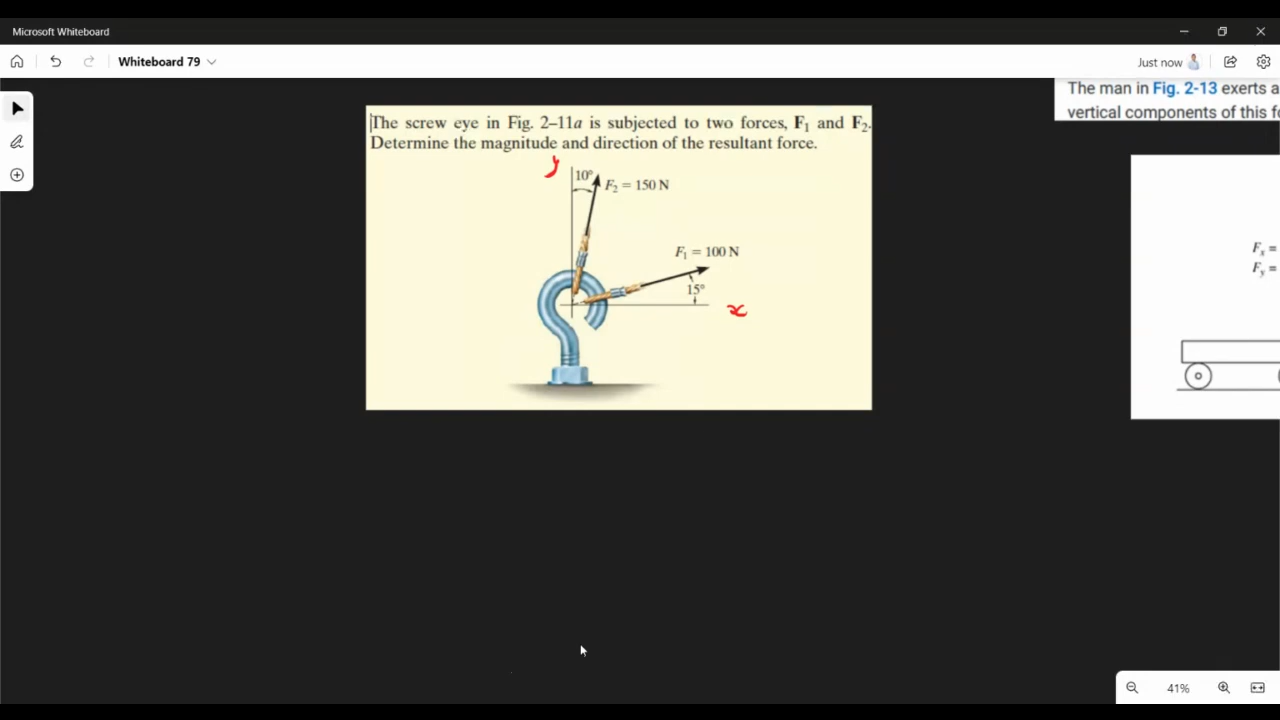 Microsoft Whiteboard
Whiteboard 79
Just now
The man in Fig. 2-13 exerts a
vertical components of this fo
The screw eye in Fig. 2–11a is subjected to two forces, F₁ and F₂.
Determine the magnitude and direction of the resultant force.
y
10°
F₂ = 150 N
F₁ = 100 N
15°
x
Fₓ =
Fᵧ =
41%